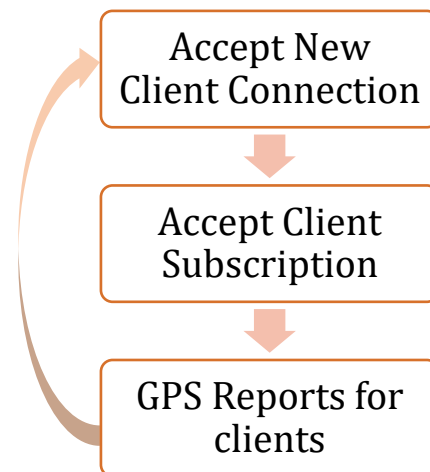 Accept New
Client Connection
Accept Client
Subscription
GPS Reports for
clients